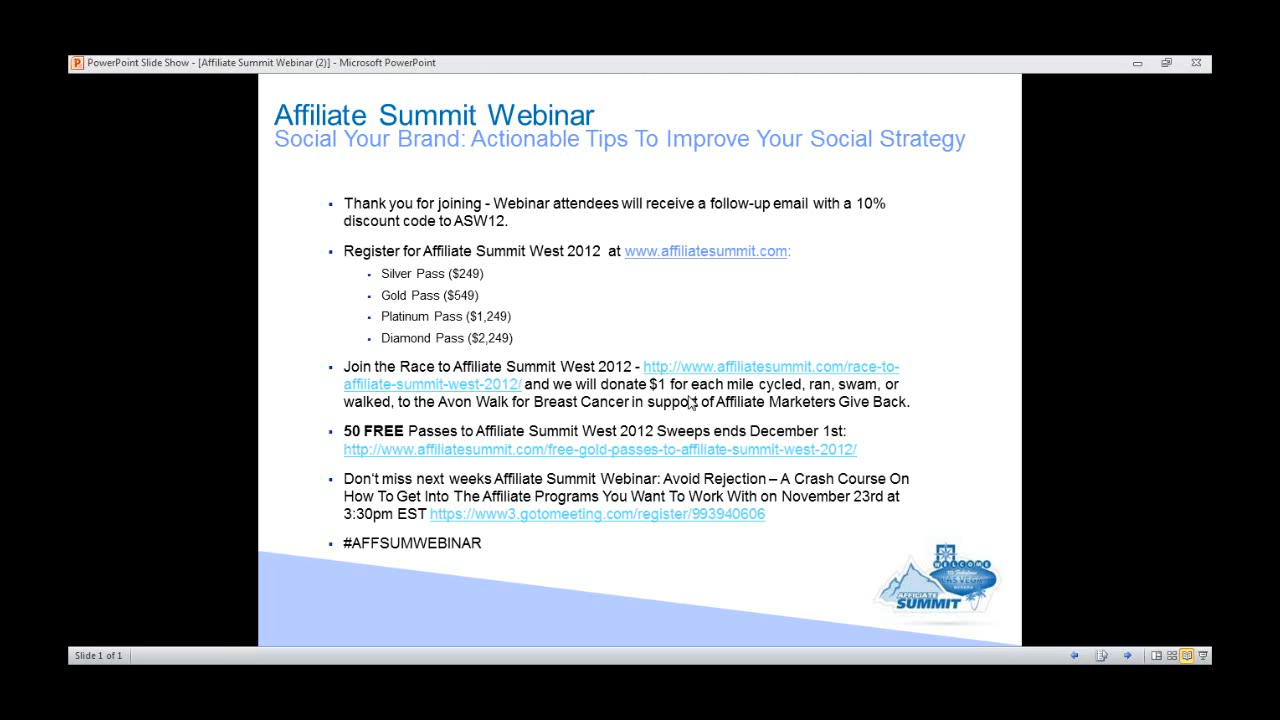 PowerPoint Slide Show - [Affiliate Summit Webinar (2)] - Microsoft PowerPoint
Affiliate Summit Webinar
Social Your Brand: Actionable Tips To Improve Your Social Strategy
Thank you for joining - Webinar attendees will receive a follow-up email with a 10%
discount code to ASW12.
Register for Affiliate Summit West 2012 at www.affiliatesummit.com:
Silver Pass ($249)
Gold Pass ($549)
Platinum Pass ($1,249)
Diamond Pass ($2,249)
Join the Race to Affiliate Summit West 2012 - http://www.affiliatesummit.com/race-to-
affiliate-summit-west-2012/ and we will donate $1 for each mile cycled, ran, swam, or
walked, to the Avon Walk for Breast Cancer in support of Affiliate Marketers Give Back.
50 FREE Passes to Affiliate Summit West 2012 Sweeps ends December 1st:
http://www.affiliatesummit.com/free-gold-passes-to-affiliate-summit-west-2012/
Don't miss next weeks Affiliate Summit Webinar: Avoid Rejection – A Crash Course On
How To Get Into The Affiliate Programs You Want To Work With on November 23rd at
3:30pm EST https://www3.gotomeeting.com/register/993940606
#AFFSUMWEBINAR
WELCOME
LAS VEGAS
AFFILIATE
SUMMIT
Slide 1 of 1